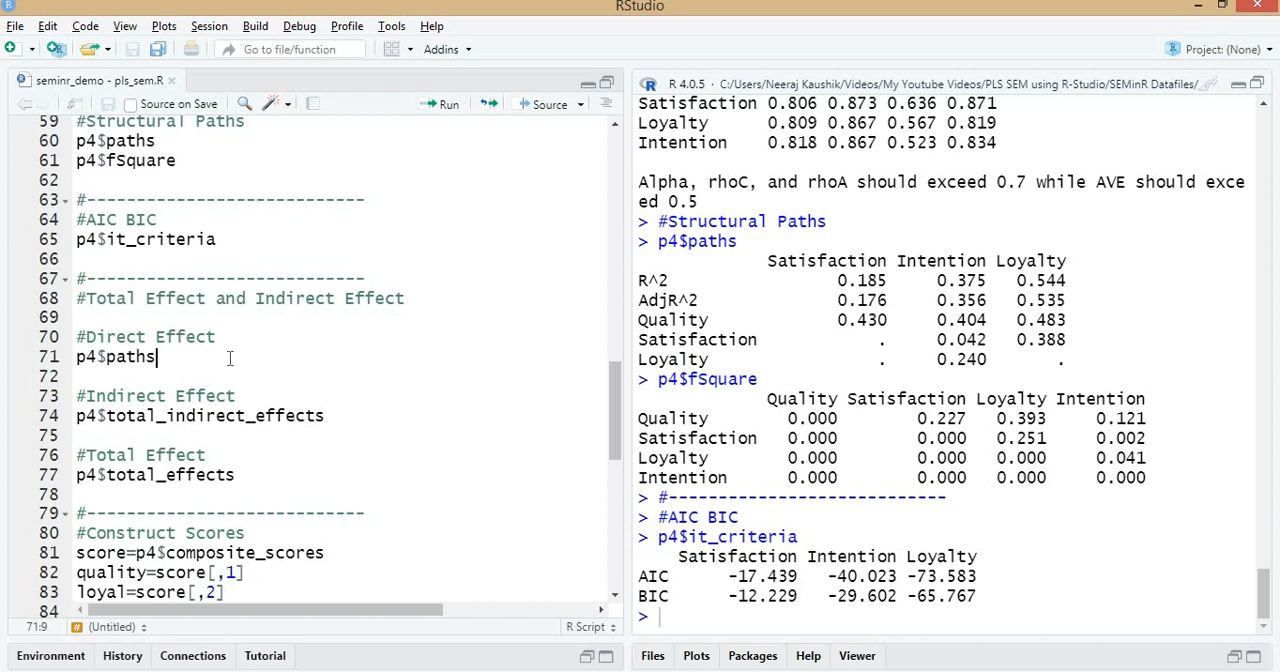 RStudio
File Edit Code View Plots Session Build Debug Profile Tools Help
Go to file/function Addins Project: (None)
seminr_demo - pls_sem.R
Source on Save Run Source
59 #Structural Paths
60 p4$paths
61 p4$fSquare
62
63 #----------------------------
64 #AIC BIC
65 p4$it_criteria
66
67 #----------------------------
68 #Total Effect and Indirect Effect
69
70 #Direct Effect
71 p4$paths
72
73 #Indirect Effect
74 p4$total_indirect_effects
75
76 #Total Effect
77 p4$total_effects
78
79 #----------------------------
80 #Construct Scores
81 score=p4$composite_scores
82 quality=score[,1]
83 loyal=score[,2]
84
71:9 (Untitled) R Script
Environment History Connections Tutorial
R 4.0.5 · C:/Users/Neeraj Kaushik/Videos/My Youtube Videos/PLS SEM using R-Studio/SEMinR Datafiles/
Satisfaction 0.806 0.873 0.636 0.871
Loyalty 0.809 0.867 0.567 0.819
Intention 0.818 0.867 0.523 0.834
Alpha, rhoC, and rhoA should exceed 0.7 while AVE should exce
ed 0.5
> #Structural Paths
> p4$paths
Satisfaction Intention Loyalty
R^2 0.185 0.375 0.544
AdjR^2 0.176 0.356 0.535
Quality 0.430 0.404 0.483
Satisfaction . 0.042 0.388
Loyalty . 0.240 .
> p4$fSquare
Quality Satisfaction Loyalty Intention
Quality 0.000 0.227 0.393 0.121
Satisfaction 0.000 0.000 0.251 0.002
Loyalty 0.000 0.000 0.000 0.041
Intention 0.000 0.000 0.000 0.000
> #----------------------------
> #AIC BIC
> p4$it_criteria
Satisfaction Intention Loyalty
AIC -17.439 -40.023 -73.583
BIC -12.229 -29.602 -65.767
>
Files Plots Packages Help Viewer